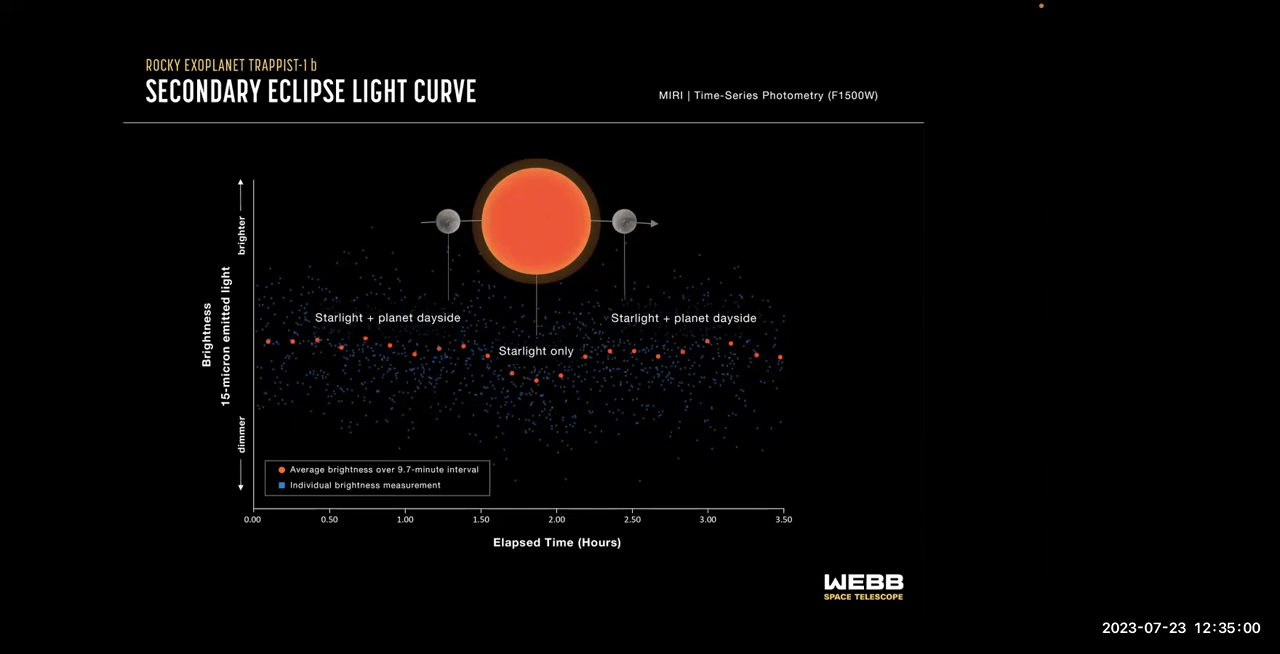 ROCKY EXOPLANET TRAPPIST-1 b
SECONDARY ECLIPSE LIGHT CURVE
MIRI | Time-Series Photometry (F1500W)
brighter
Brightness
15-micron emitted light
dimmer
Starlight + planet dayside
Starlight only
Starlight + planet dayside
Average brightness over 9.7-minute interval
Individual brightness measurement
0.00 0.50 1.00 1.50 2.00 2.50 3.00 3.50
Elapsed Time (Hours)
WEBB
SPACE TELESCOPE
2023-07-23 12:35:00